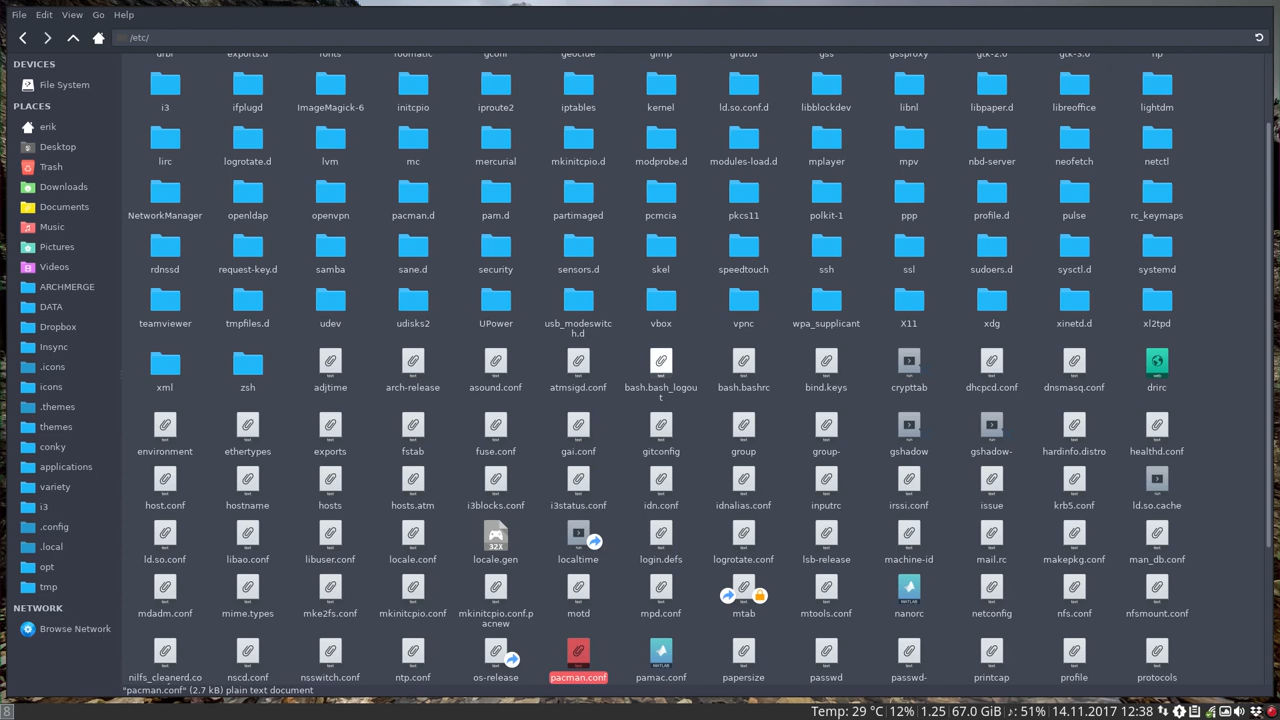 File Edit View Go Help
/etc/
DEVICES
File System
PLACES
erik
Desktop
Trash
Downloads
Documents
Music
Pictures
Videos
ARCHMERGE
DATA
Dropbox
Insync
.icons
icons
.themes
themes
conky
applications
variety
i3
.config
.local
opt
tmp
NETWORK
Browse Network
drbl exports.d fonts foomatic gconf geoclue gimp grub.d gss gssproxy gtk-2.0 gtk-3.0 hp
i3 ifplugd ImageMagick-6 initcpio iproute2 iptables kernel ld.so.conf.d libblockdev libnl libpaper.d libreoffice lightdm
lirc logrotate.d lvm mc mercurial mkinitcpio.d modprobe.d modules-load.d mplayer mpv nbd-server neofetch netctl
NetworkManager openldap openvpn pacman.d pam.d partimaged pcmcia pkcs11 polkit-1 ppp profile.d pulse rc_keymaps
rdnssd request-key.d samba sane.d security sensors.d skel speedtouch ssh ssl sudoers.d sysctl.d systemd
teamviewer tmpfiles.d udev udisks2 UPower usb_modeswitc vbox vpnc wpa_supplicant X11 xdg xinetd.d xl2tpd
h.d
xml zsh adjtime arch-release asound.conf atmsigd.conf bash.bash_logou bash.bashrc bind.keys crypttab dhcpcd.conf dnsmasq.conf drirc
t
environment ethertypes exports fstab fuse.conf gai.conf gitconfig group group- gshadow gshadow- hardinfo.distro healthd.conf
host.conf hostname hosts hosts.atm i3blocks.conf i3status.conf idn.conf idnalias.conf inputrc irssi.conf issue krb5.conf ld.so.cache
32X
ld.so.conf libao.conf libuser.conf locale.conf locale.gen localtime login.defs logrotate.conf lsb-release machine-id mail.rc makepkg.conf man_db.conf
mdadm.conf mime.types mke2fs.conf mkinitcpio.conf mkinitcpio.conf.p motd mpd.conf mtab mtools.conf nanorc netconfig nfs.conf nfsmount.conf
acnew
nilfs_cleanerd.co nscd.conf nsswitch.conf ntp.conf os-release pacman.conf pamac.conf papersize passwd passwd- printcap profile protocols
"pacman.conf" (2.7 kB) plain text document
8 Temp: 29 °C 12% 1.25 67.0 GiB ♪: 51% 14.11.2017 12:38